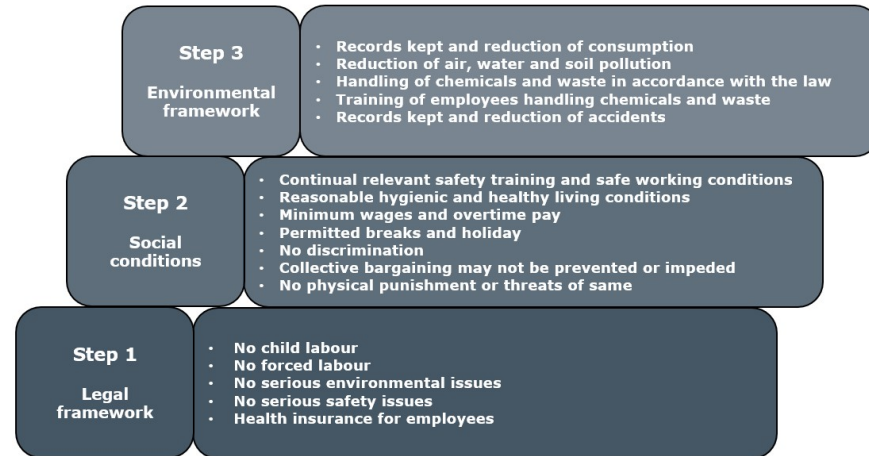 Step 3
Environmental
framework
• Records kept and reduction of consumption
• Reduction of air, water and soil pollution
• Handling of chemicals and waste in accordance with the law
• Training of employees handling chemicals and waste
• Records kept and reduction of accidents
Step 2
Social
conditions
• Continual relevant safety training and safe working conditions
• Reasonable hygienic and healthy living conditions
• Minimum wages and overtime pay
• Permitted breaks and holiday
• No discrimination
• Collective bargaining may not be prevented or impeded
• No physical punishment or threats of same
Step 1
Legal
framework
• No child labour
• No forced labour
• No serious environmental issues
• No serious safety issues
• Health insurance for employees